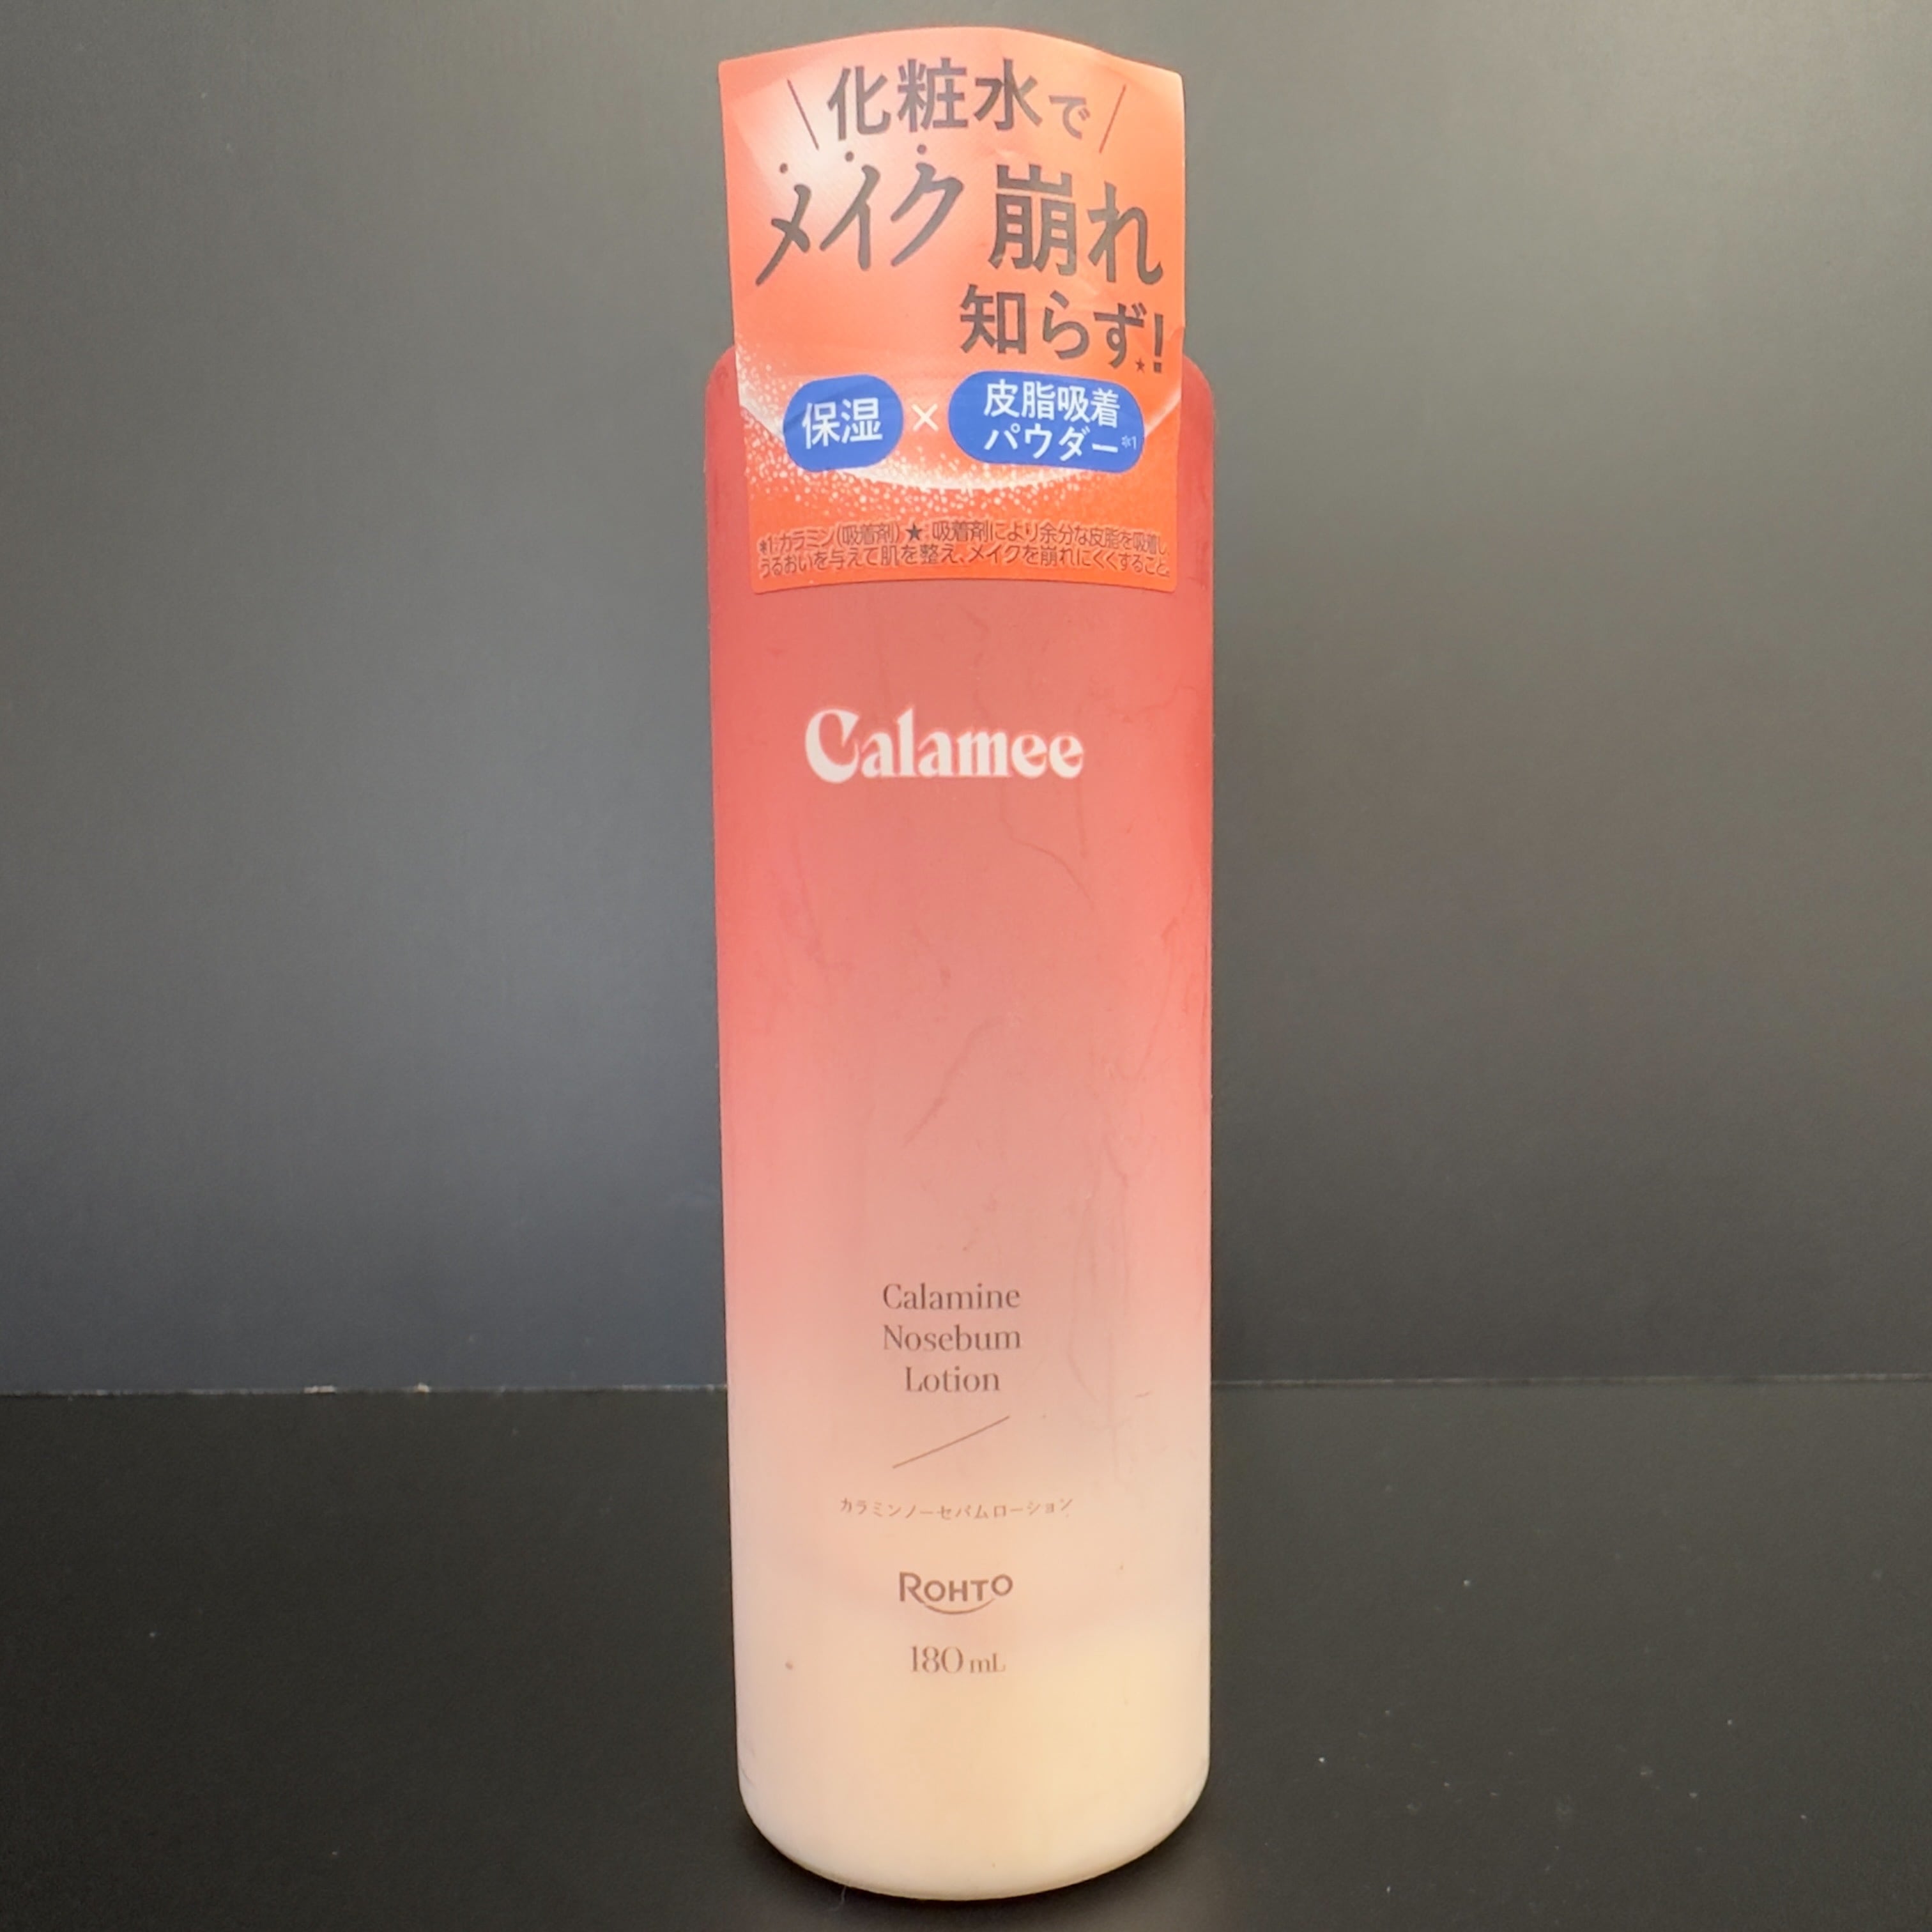 化粧水で
メイク崩れ
知らず!★
保湿×皮脂吸着
パウダー※1
※1:カラミン(吸着剤)★:吸着剤により余分な皮脂を吸着し、
うるおいを与えて肌を整え、メイクを崩れにくくすること。
Calamee
Calamine
Nosebum
Lotion
カラミンノーセバムローション
ROHTO
180 mL